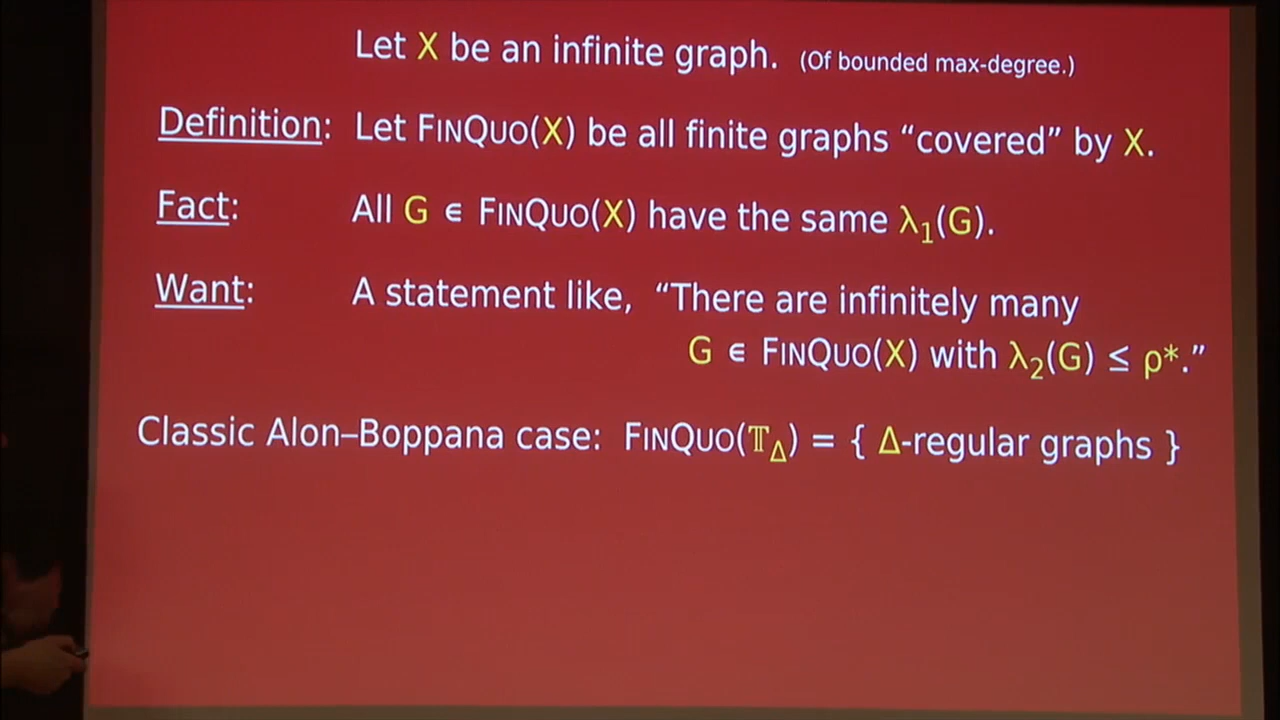 Let X be an infinite graph. (Of bounded max-degree.)
Definition: Let FINQUO(X) be all finite graphs “covered” by X.
Fact: All G ∈ FINQUO(X) have the same λ₁(G).
Want: A statement like, “There are infinitely many
G ∈ FINQUO(X) with λ₂(G) ≤ ρ*.”
Classic Alon–Boppana case: FINQUO(𝕋_Δ) = { Δ-regular graphs }